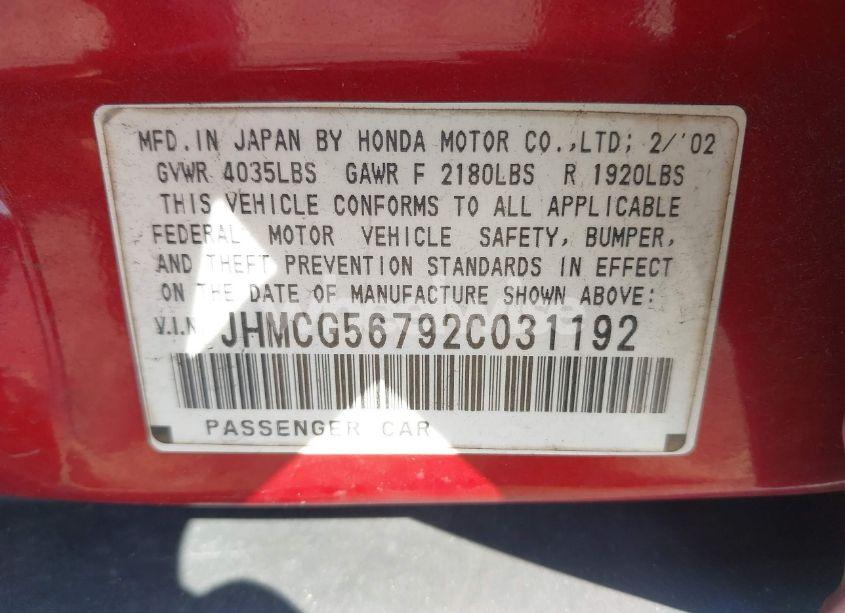 MFD. IN JAPAN BY HONDA MOTOR CO.,LTD; 2/'02
GVWR 4035LBS GAWR F 2180LBS R 1920LBS
THIS VEHICLE CONFORMS TO ALL APPLICABLE
FEDERAL MOTOR VEHICLE SAFETY, BUMPER,
AND THEFT PREVENTION STANDARDS IN EFFECT
ON THE DATE OF MANUFACTURE SHOWN ABOVE:
V.I.N. JHMCG56792C031192
PASSENGER CAR